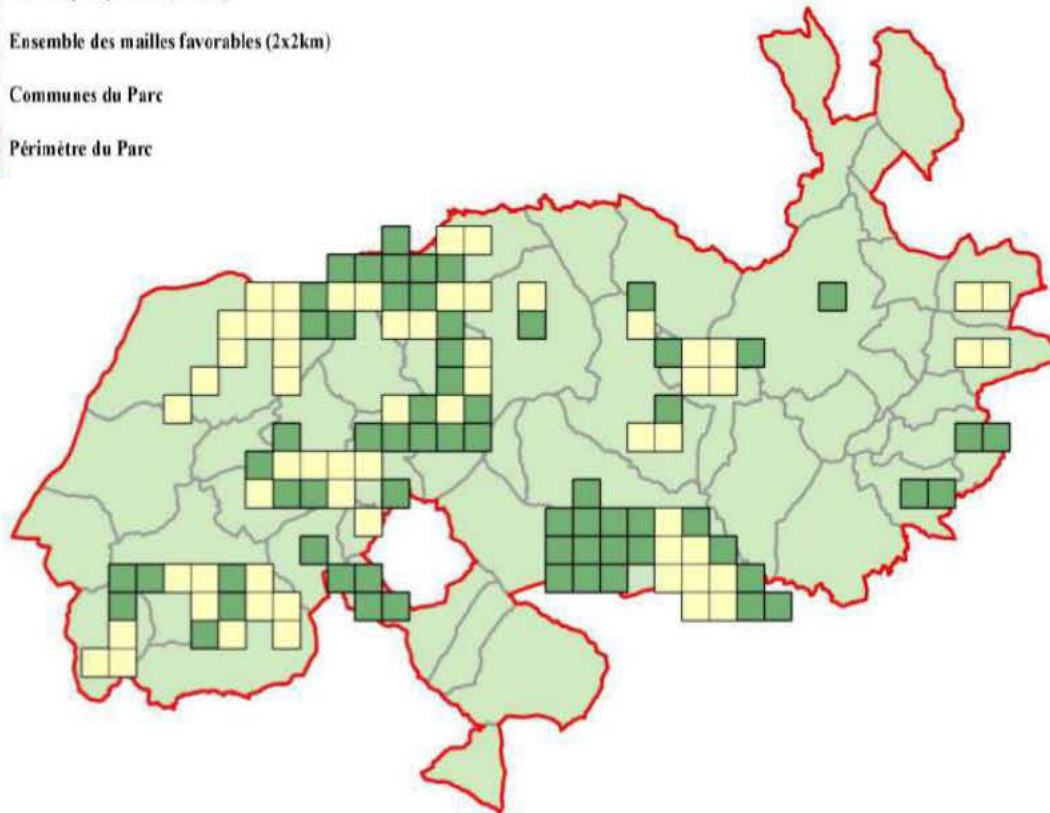 Ensemble des mailles favorables (2x2km)
Communes du Parc
Périmètre du Parc